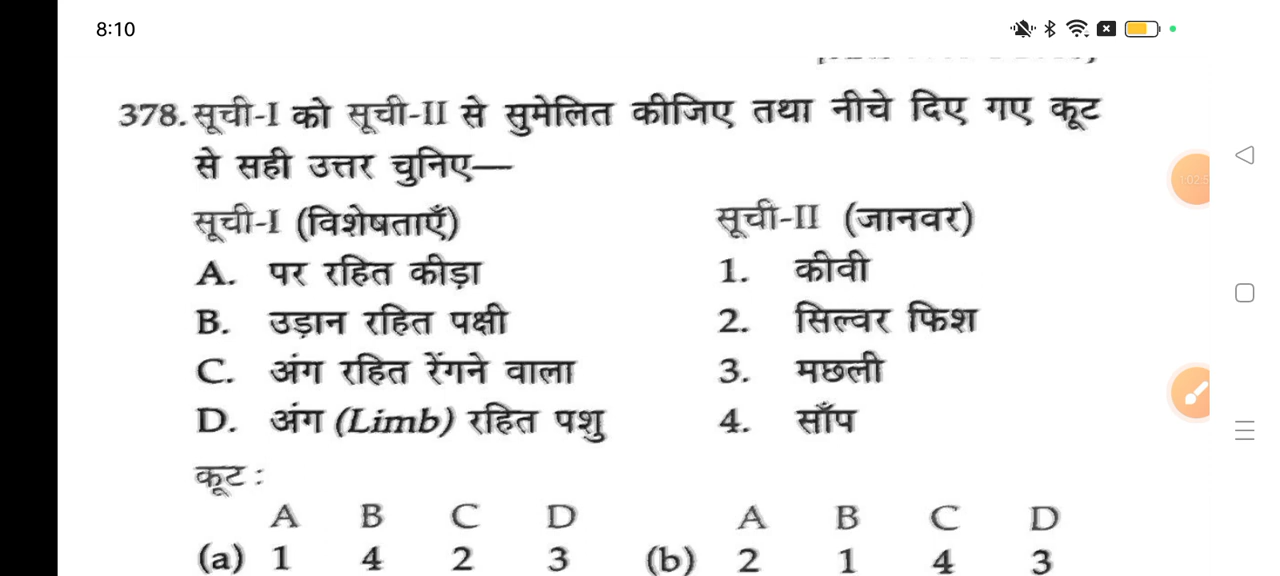 8:10
378. सूची-I को सूची-II से सुमेलित कीजिए तथा नीचे दिए गए कूट
से सही उत्तर चुनिए—
सूची-I (विशेषताएँ) सूची-II (जानवर)
A. पर रहित कीड़ा 1. कीवी
B. उड़ान रहित पक्षी 2. सिल्वर फिश
C. अंग रहित रेंगने वाला 3. मछली
D. अंग (Limb) रहित पशु 4. साँप
कूट :
A B C D A B C D
(a) 1 4 2 3 (b) 2 1 4 3